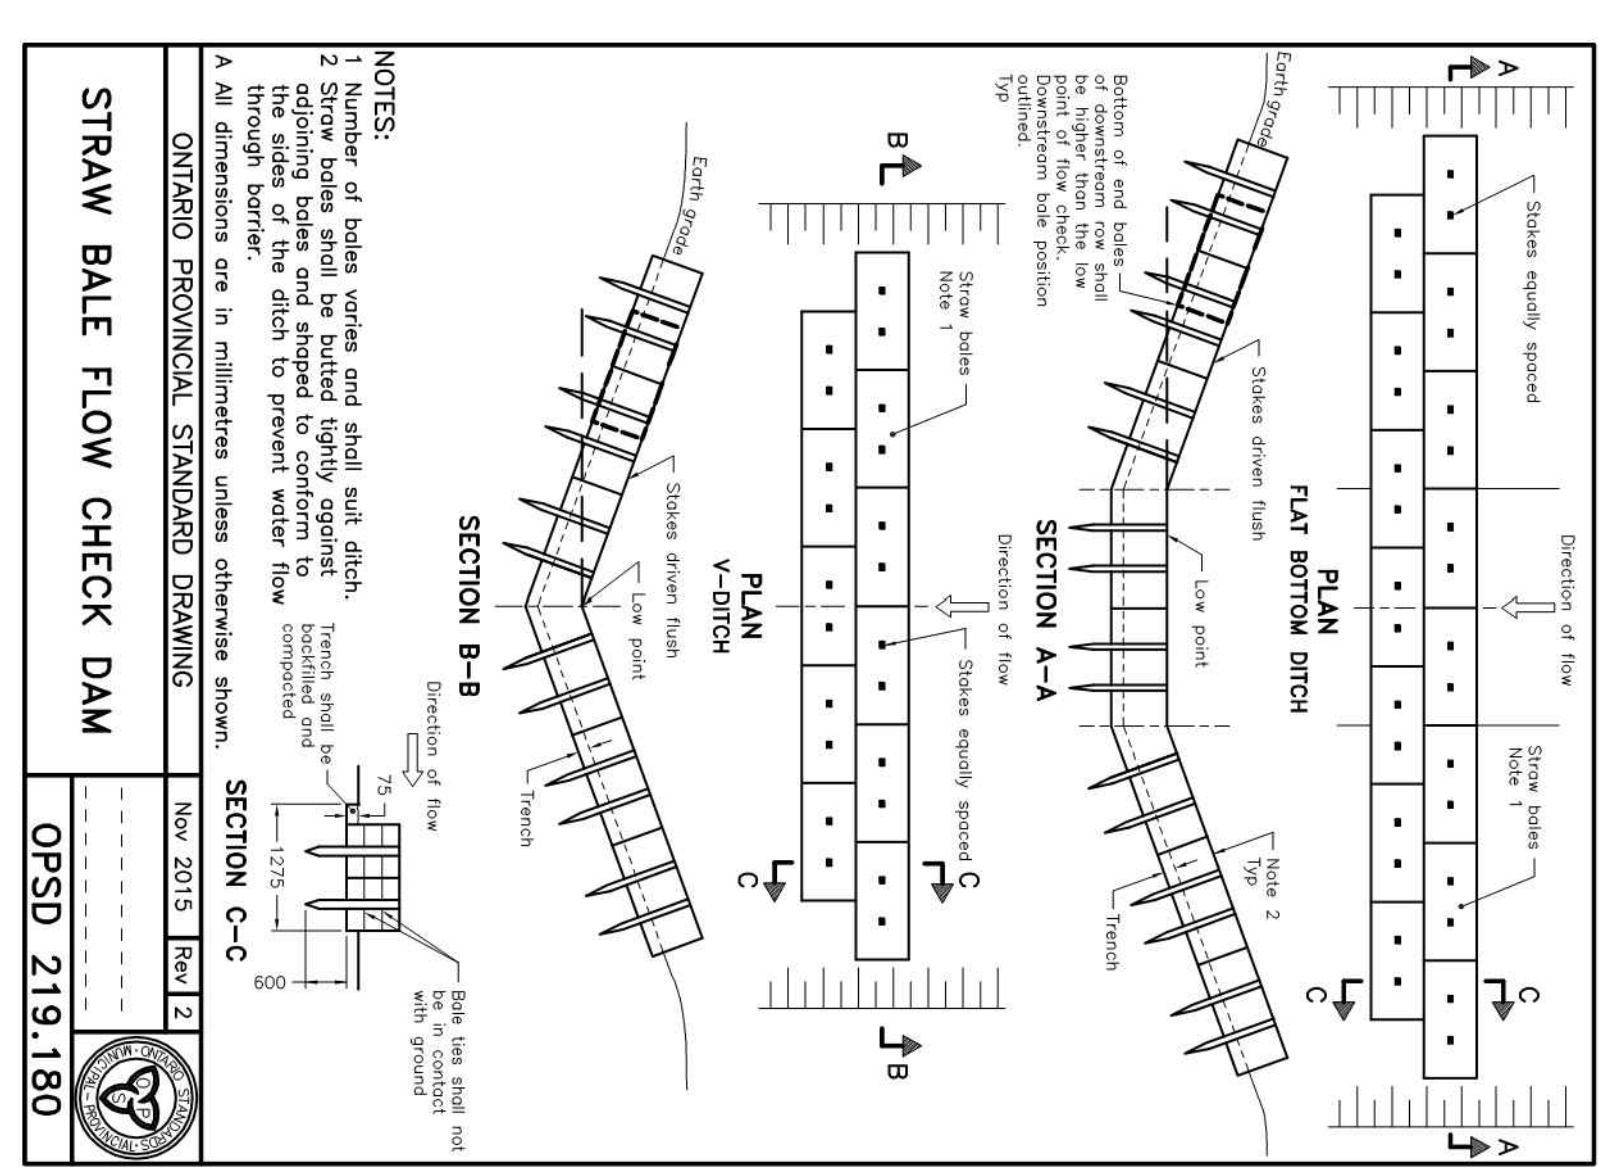 A
A
Direction of flow
Stakes equally spaced
Straw bales
Note 1
C
C
PLAN
FLAT BOTTOM DITCH
Earth grade
Bottom of end bales
of downstream row shall
be higher than the low
point of flow check.
Downstream bale position
outlined.
Typ
Stakes driven flush
Low point
Note 2
Typ
Trench
SECTION A-A
B
B
Direction of flow
Straw bales
Note 1
Stakes equally spaced
C
C
PLAN
V-DITCH
Earth grade
Stakes driven flush
Low point
Trench
SECTION B-B
Direction of flow
75
Trench shall be
backfilled and
compacted
1275
600
Bale ties shall not
be in contact
with ground
SECTION C-C
NOTES:
1 Number of bales varies and shall suit ditch.
2 Straw bales shall be butted tightly against
adjoining bales and shaped to conform to
the sides of the ditch to prevent water flow
through barrier.
A All dimensions are in millimetres unless otherwise shown.
ONTARIO PROVINCIAL STANDARD DRAWING
Nov 2015
Rev
2
STRAW BALE FLOW CHECK DAM
OPSD 219.180
ONTARIO STANDARDS
MUNICIPAL - PROVINCIAL
O
P
S